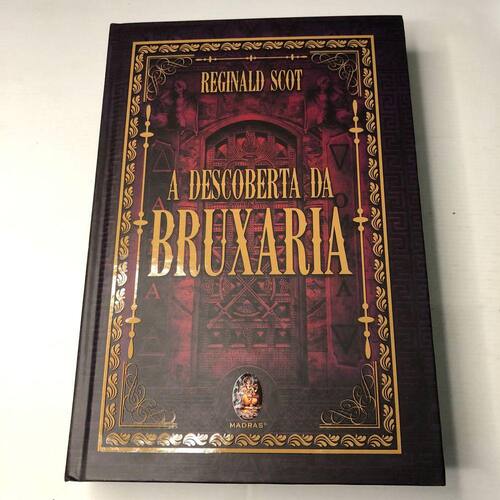 REGINALD SCOT
A DESCOBERTA DA
BRUXARIA
MADRAS®